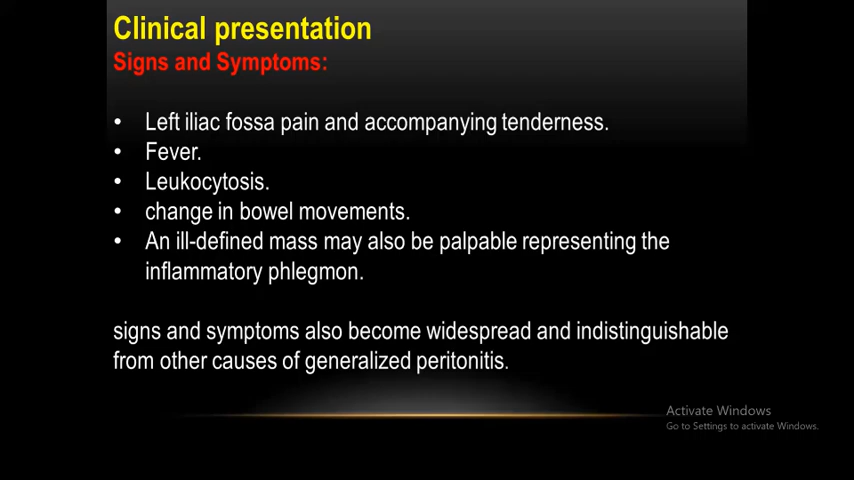 Clinical presentation
Signs and Symptoms:
• Left iliac fossa pain and accompanying tenderness.
• Fever.
• Leukocytosis.
• change in bowel movements.
• An ill-defined mass may also be palpable representing the
inflammatory phlegmon.
signs and symptoms also become widespread and indistinguishable
from other causes of generalized peritonitis.
Activate Windows
Go to Settings to activate Windows.